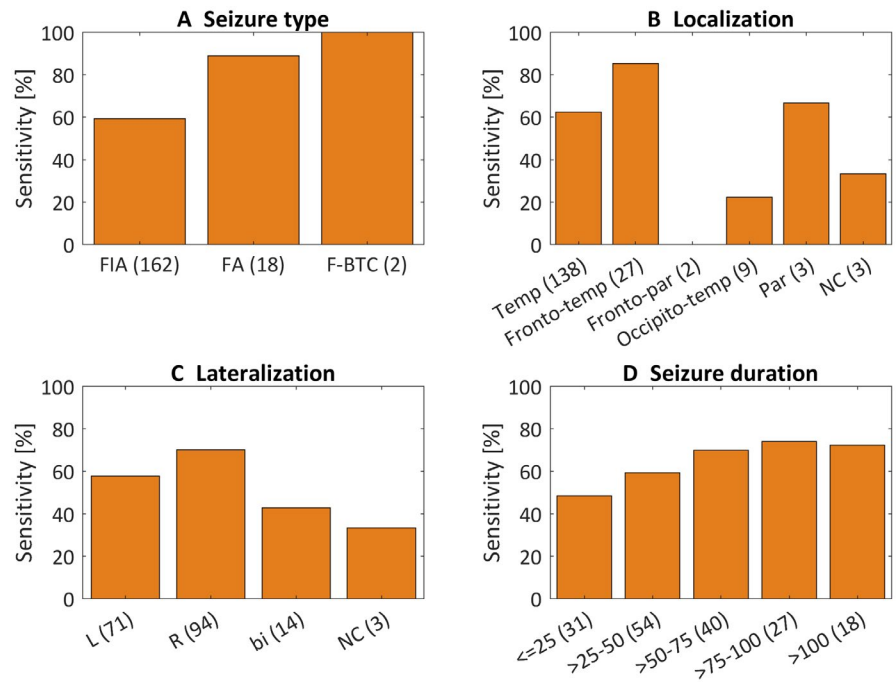 A Seizure type
Sensitivity [%]
100
80
60
40
20
0
FIA (162) FA (18) F-BTC (2)
B Localization
Sensitivity [%]
100
80
60
40
20
0
Temp (138)
Fronto-temp (27)
Fronto-par (2)
Occipito-temp (9)
Par (3)
NC (3)
C Lateralization
Sensitivity [%]
100
80
60
40
20
0
L (71)
R (94)
bi (14)
NC (3)
D Seizure duration
Sensitivity [%]
100
80
60
40
20
0
<=25 (31)
>25-50 (54)
>50-75 (40)
>75-100 (27)
>100 (18)